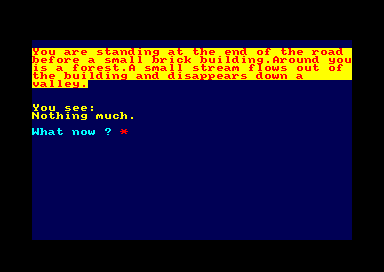 You are standing at the end of the road
before a small brick building.Around you
is a forest.A small stream flows out of
the building and disappears down a
valley.
You see:
Nothing much.
What now ? *